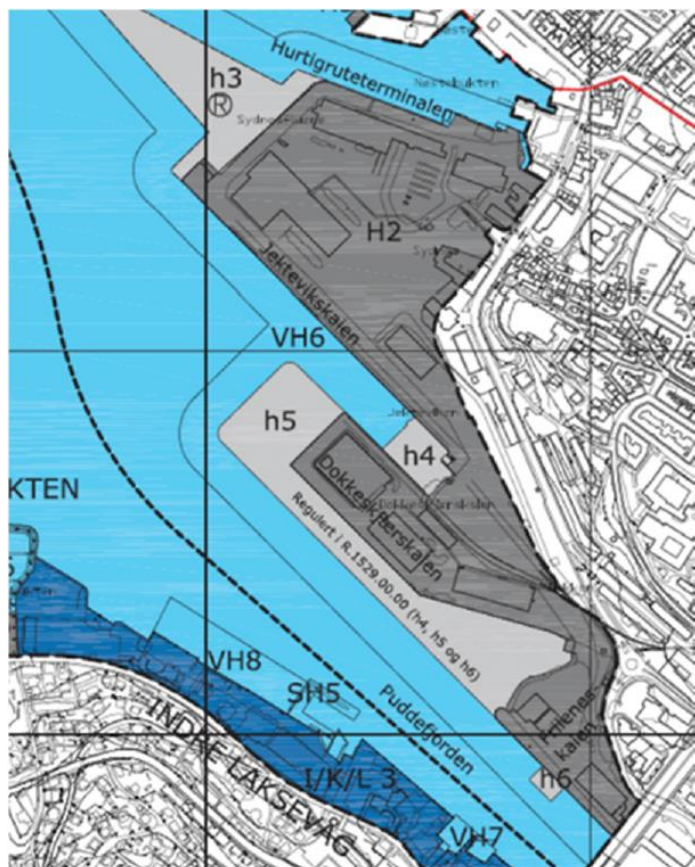 Hurtigruteterminalen
Nøstebukten
h3
®
H2
Jektevikskaien
VH6
h5
h4
Dokkeskjærskaien
Regulert i R.1529.00.00 (h4, h5 og h6)
KTEN
VH8
SH5
Puddefjorden
INDRE LAKSEVÅG
I/K/L 3
h6
VH7